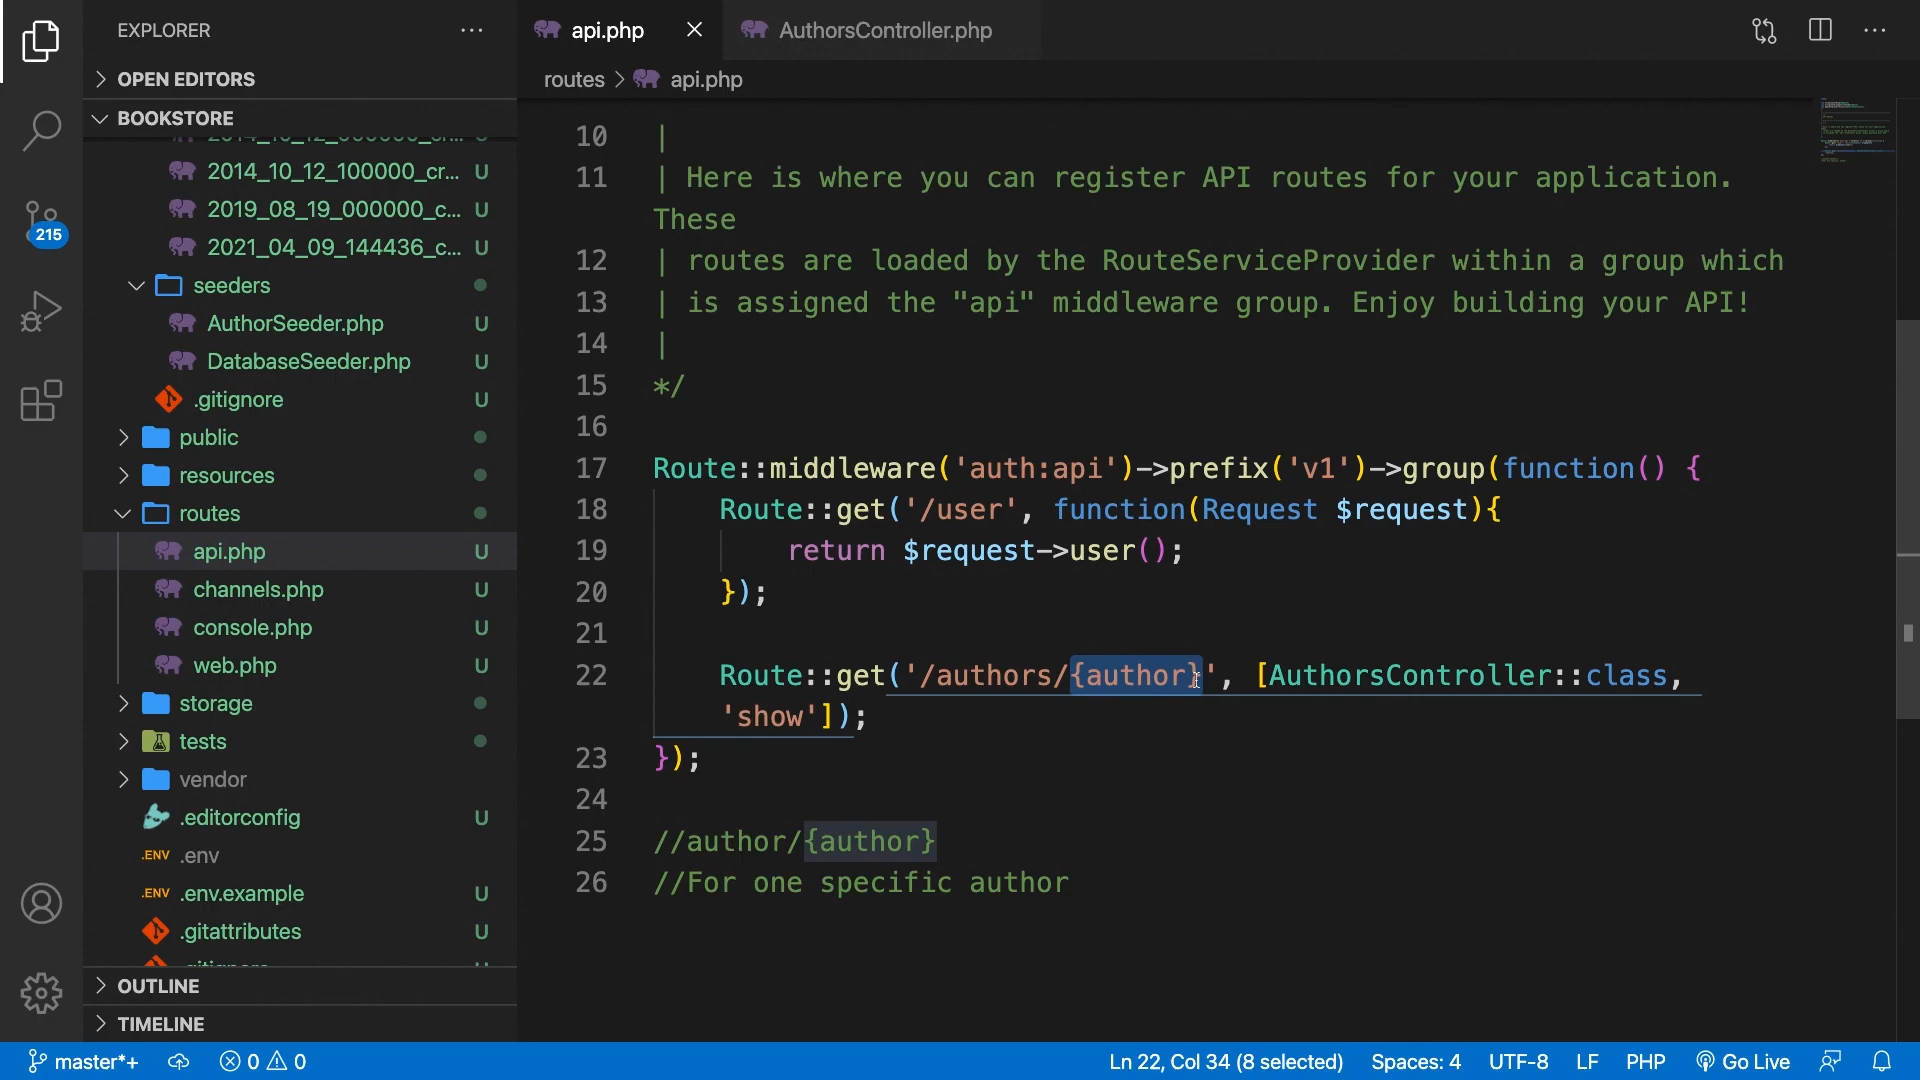 EXPLORER
OPEN EDITORS
BOOKSTORE
2014_10_12_100000_cr... U
2019_08_19_000000_c... U
2021_04_09_144436_c... U
seeders
AuthorSeeder.php U
DatabaseSeeder.php U
.gitignore U
public
resources
routes
api.php U
channels.php U
console.php U
web.php U
storage
tests
vendor
.editorconfig U
.ENV .env
.ENV .env.example U
.gitattributes U
OUTLINE
TIMELINE
215
api.php
AuthorsController.php
routes > api.php
10 |
11 | Here is where you can register API routes for your application.
These
12 | routes are loaded by the RouteServiceProvider within a group which
13 | is assigned the "api" middleware group. Enjoy building your API!
14 |
15 */
16
17 Route::middleware('auth:api')->prefix('v1')->group(function() {
18 Route::get('/user', function(Request $request){
19 return $request->user();
20 });
21
22 Route::get('/authors/{author}', [AuthorsController::class,
'show']);
23 });
24
25 //author/{author}
26 //For one specific author
master*+ 0 0 Ln 22, Col 34 (8 selected) Spaces: 4 UTF-8 LF PHP Go Live